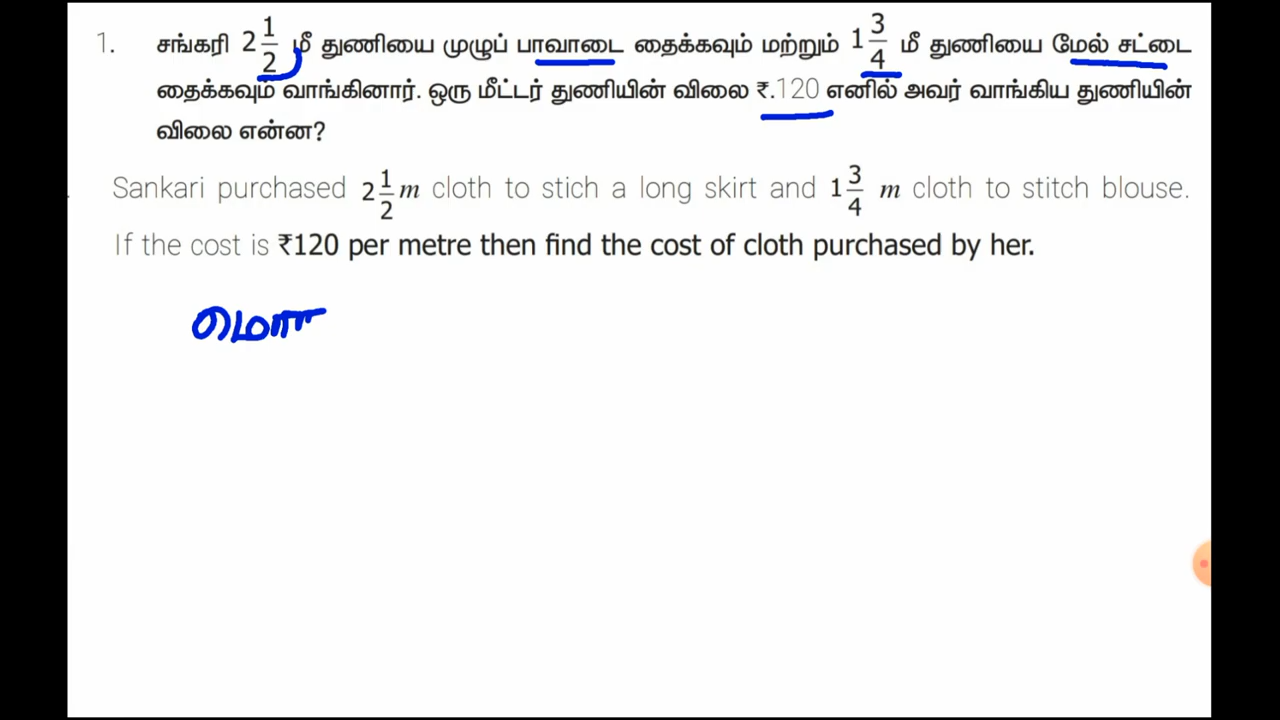 1. சங்கரி 2 1/2 மீ துணியை முழுப் பாவாடை தைக்கவும் மற்றும் 1 3/4 மீ துணியை மேல் சட்டை
தைக்கவும் வாங்கினார். ஒரு மீட்டர் துணியின் விலை ₹.120 எனில் அவர் வாங்கிய துணியின்
விலை என்ன?
Sankari purchased 2 1/2 m cloth to stich a long skirt and 1 3/4 m cloth to stitch blouse.
If the cost is ₹120 per metre then find the cost of cloth purchased by her.